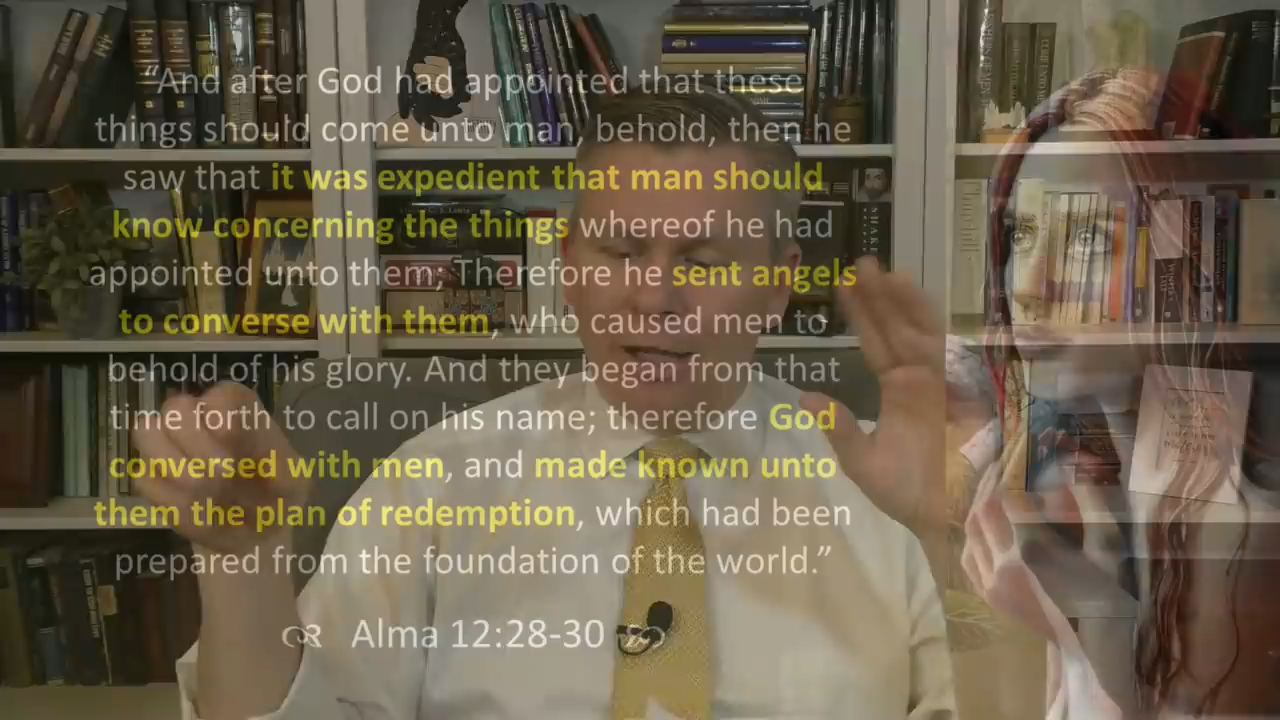 “And after God had appointed that these
things should come unto man, behold, then he
saw that it was expedient that man should
know concerning the things whereof he had
appointed unto them; Therefore he sent angels
to converse with them, who caused men to
behold of his glory. And they began from that
time forth to call on his name; therefore God
conversed with men, and made known unto
them the plan of redemption, which had been
prepared from the foundation of the world.”
Alma 12:28-30